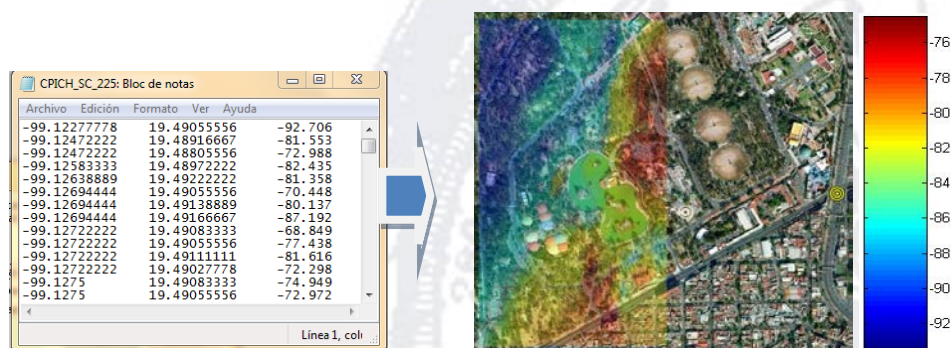 CPICH_SC_225: Bloc de notas
Archivo Edición Formato Ver Ayuda
-99.12277778 19.49055556 -92.706
-99.12472222 19.48916667 -81.553
-99.12472222 19.48805556 -72.988
-99.12583333 19.48972222 -82.435
-99.12638889 19.49222222 -81.358
-99.12694444 19.49055556 -70.448
-99.12694444 19.49138889 -80.137
-99.12694444 19.49166667 -87.192
-99.12722222 19.49083333 -68.849
-99.12722222 19.49055556 -77.438
-99.12722222 19.49111111 -81.616
-99.12722222 19.49027778 -72.298
-99.1275 19.49083333 -74.949
-99.1275 19.49055556 -72.972
Línea 1, colu
-76
-78
-80
-82
-84
-86
-88
-90
-92